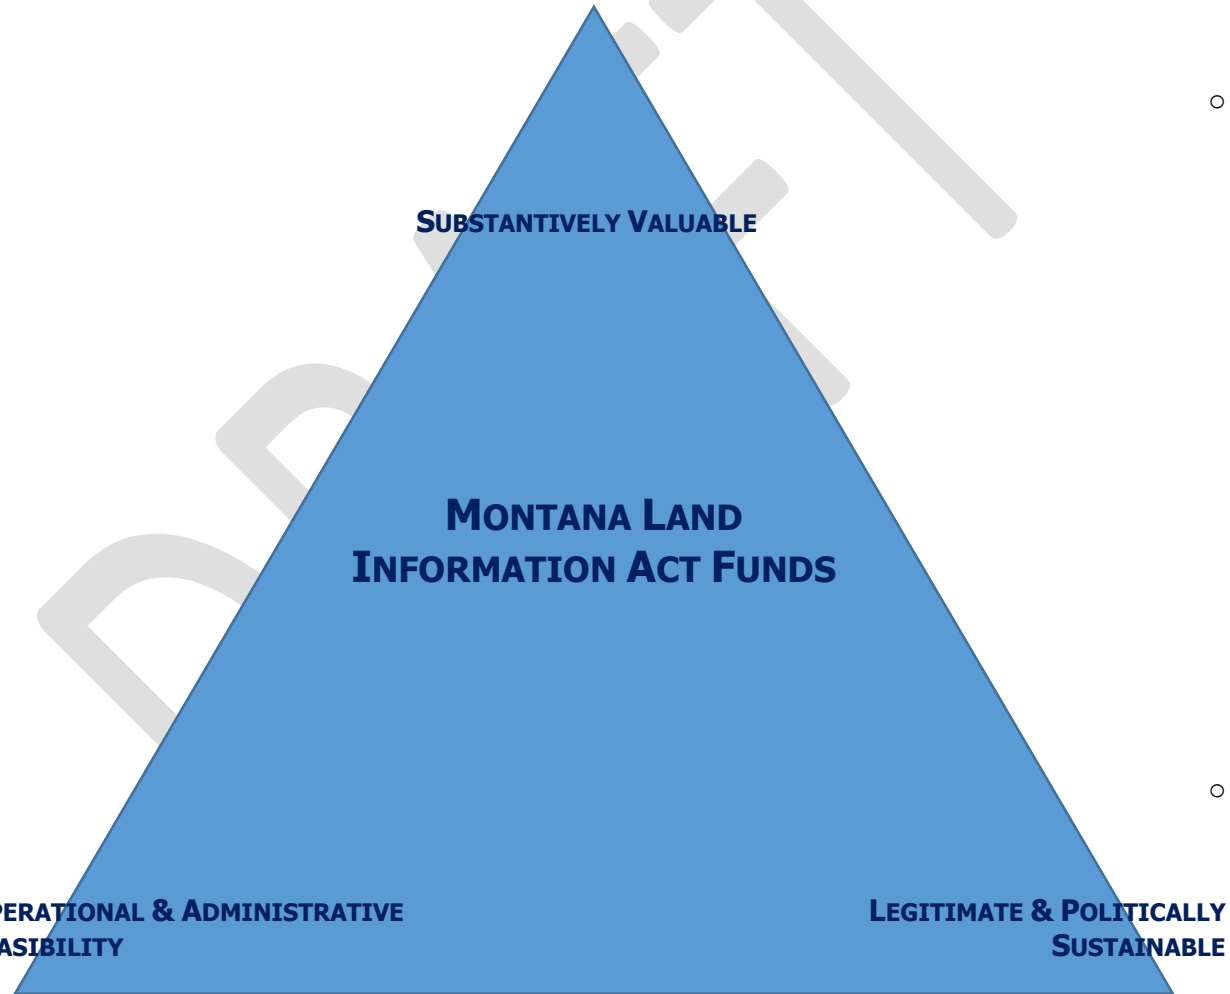 SUBSTANTIVELY VALUABLE
MONTANA LAND
INFORMATION ACT FUNDS
PERATIONAL & ADMINISTRATIVE
ASIBILITY
LEGITIMATE & POLITICALLY
SUSTAINABLE